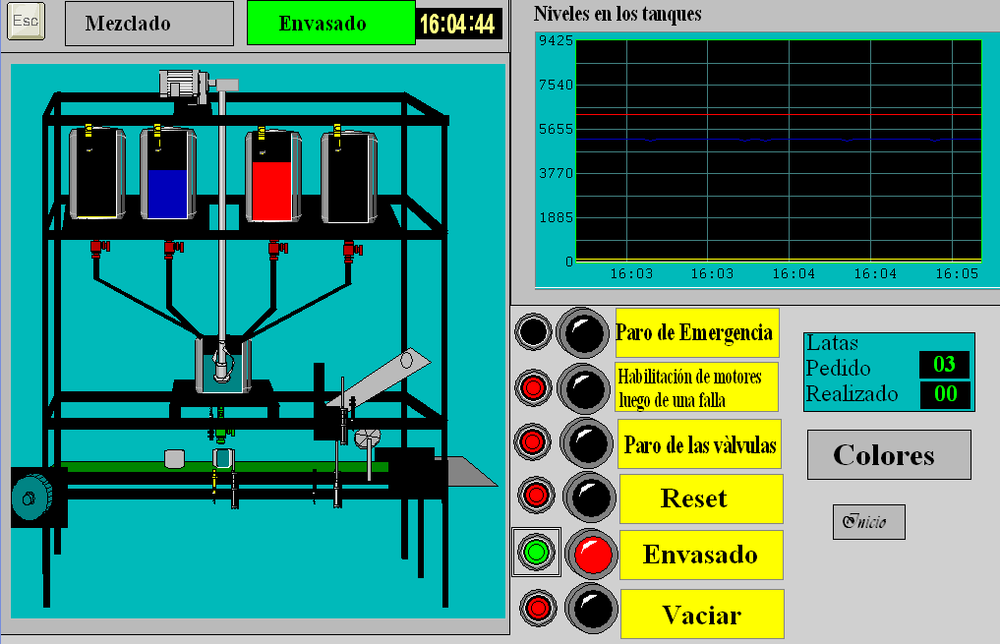 Esc
Mezclado
Envasado
16:04:44
Niveles en los tanques
9425
7540
5655
3770
1885
0
16:03 16:03 16:04 16:04 16:05
Paro de Emergencia
Habilitación de motores
luego de una falla
Paro de las vàlvulas
Reset
Envasado
Vaciar
Latas
Pedido 03
Realizado 00
Colores
Inicio